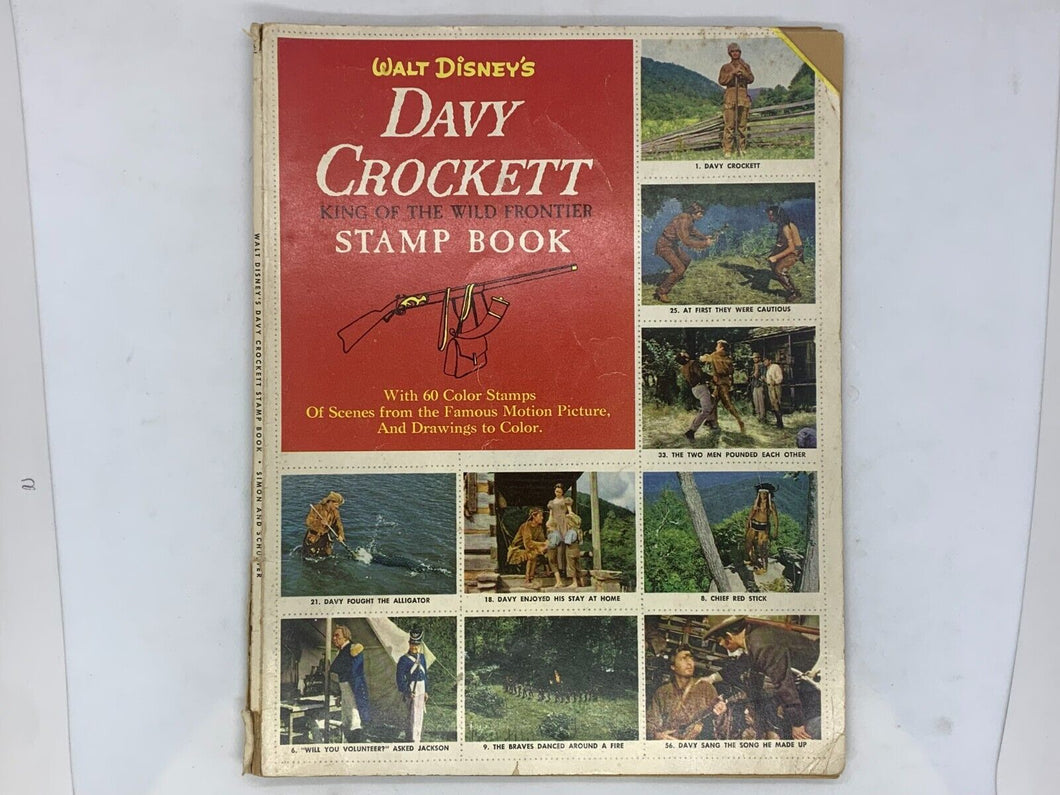 WALT DISNEY'S
DAVY
CROCKETT
KING OF THE WILD FRONTIER
STAMP BOOK
With 60 Color Stamps
Of Scenes from the Famous Motion Picture,
And Drawings to Color.
1. DAVY CROCKETT
25. AT FIRST THEY WERE CAUTIOUS
33. THE TWO MEN POUNDED EACH OTHER
21. DAVY FOUGHT THE ALLIGATOR
18. DAVY ENJOYED HIS STAY AT HOME
8. CHIEF RED STICK
6. "WILL YOU VOLUNTEER?" ASKED JACKSON
9. THE BRAVES DANCED AROUND A FIRE
56. DAVY SANG THE SONG HE MADE UP
WALT DISNEY'S DAVY CROCKETT STAMP BOOK • SIMON AND SCHUSTER